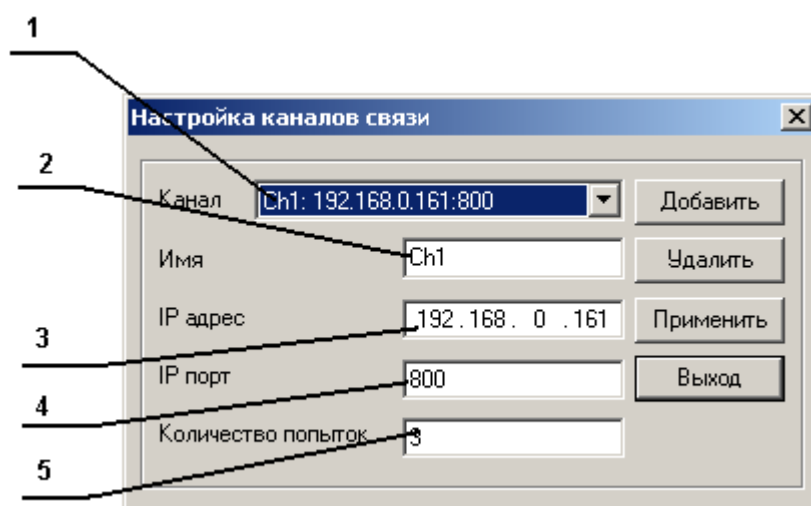 1
Настройка каналов связи
2
Канал Ch1: 192.168.0.161:800 Добавить
Имя Ch1 Удалить
3
IP адрес 192.168. 0 .161 Применить
4
IP порт 800 Выход
5
Количество попыток 3